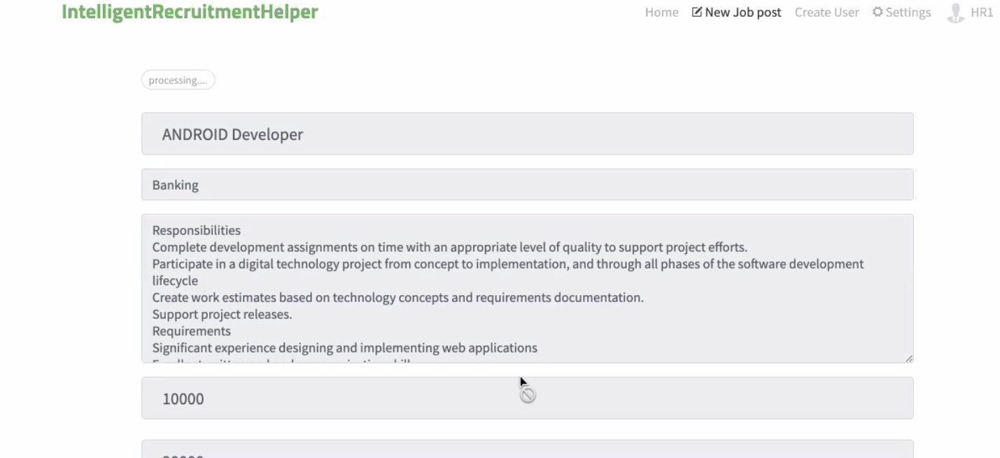 IntelligentRecruitmentHelper
Home New Job post Create User Settings HR1
processing....
ANDROID Developer
Banking
Responsibilities
Complete development assignments on time with an appropriate level of quality to support project efforts.
Participate in a digital technology project from concept to implementation, and through all phases of the software development
lifecycle
Create work estimates based on technology concepts and requirements documentation.
Support project releases.
Requirements
Significant experience designing and implementing web applications
10000